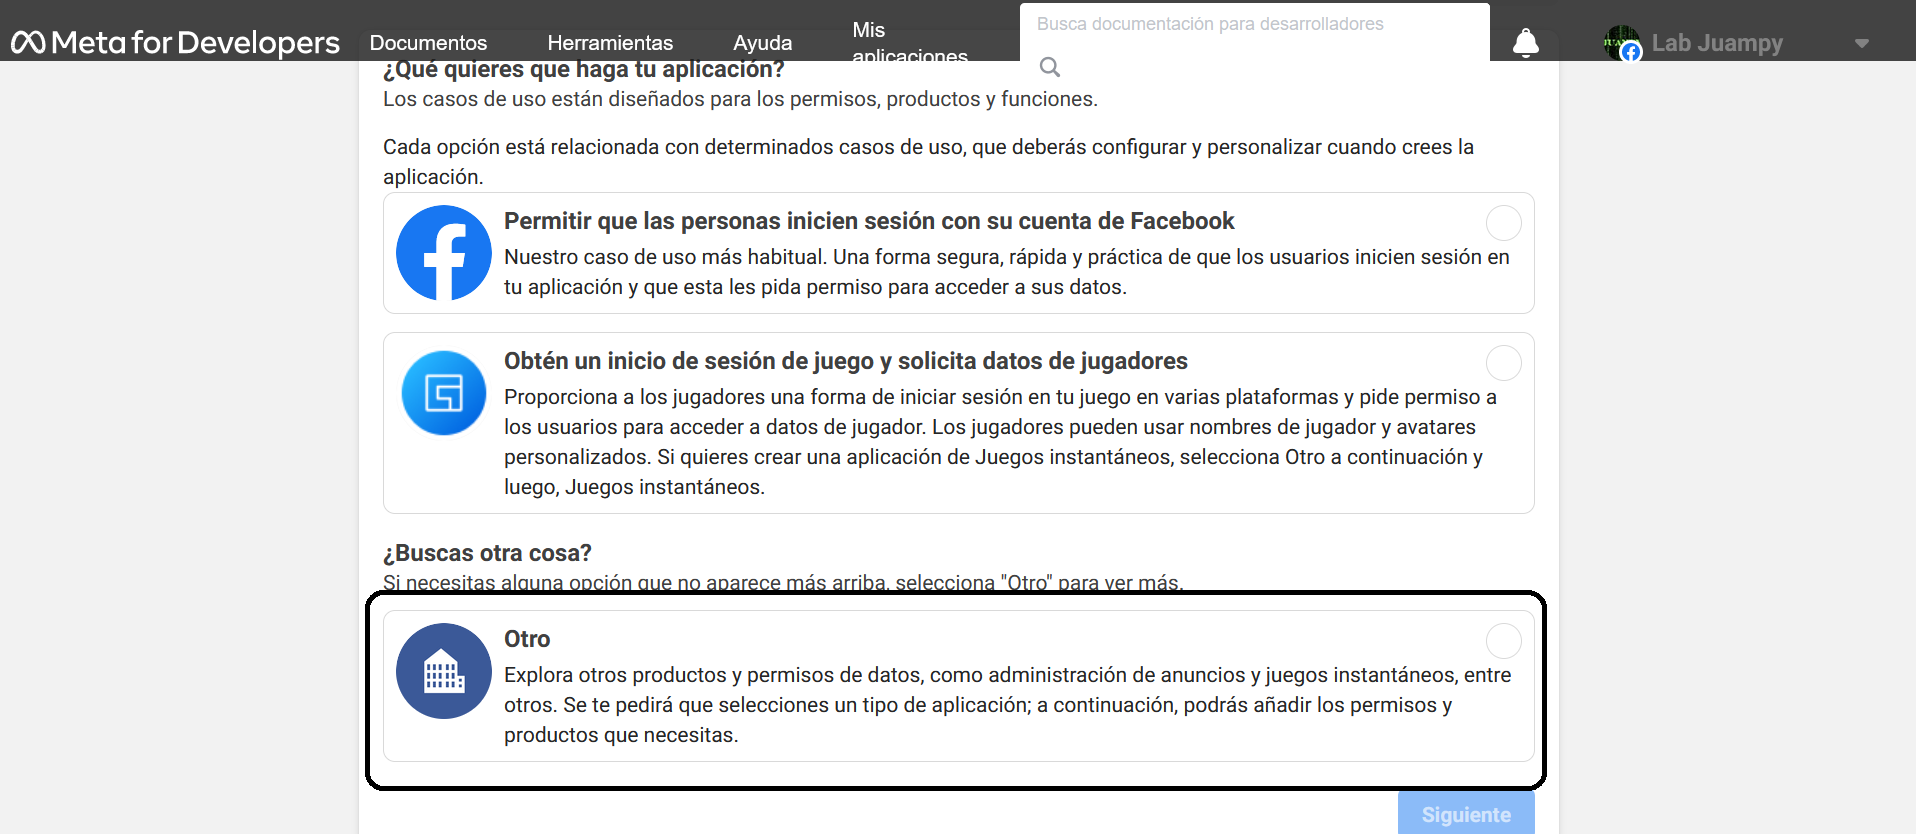 Meta for Developers
Documentos
Herramientas
Ayuda
Mis
aplicaciones
Busca documentación para desarrolladores
Lab Juampy
¿Qué quieres que haga tu aplicación?
Los casos de uso están diseñados para los permisos, productos y funciones.
Cada opción está relacionada con determinados casos de uso, que deberás configurar y personalizar cuando crees la
aplicación.
Permitir que las personas inicien sesión con su cuenta de Facebook
Nuestro caso de uso más habitual. Una forma segura, rápida y práctica de que los usuarios inicien sesión en
tu aplicación y que esta les pida permiso para acceder a sus datos.
Obtén un inicio de sesión de juego y solicita datos de jugadores
Proporciona a los jugadores una forma de iniciar sesión en tu juego en varias plataformas y pide permiso a
los usuarios para acceder a datos de jugador. Los jugadores pueden usar nombres de jugador y avatares
personalizados. Si quieres crear una aplicación de Juegos instantáneos, selecciona Otro a continuación y
luego, Juegos instantáneos.
¿Buscas otra cosa?
Si necesitas alguna opción que no aparece más arriba, selecciona "Otro" para ver más.
Otro
Explora otros productos y permisos de datos, como administración de anuncios y juegos instantáneos, entre
otros. Se te pedirá que selecciones un tipo de aplicación; a continuación, podrás añadir los permisos y
productos que necesitas.
Siguiente